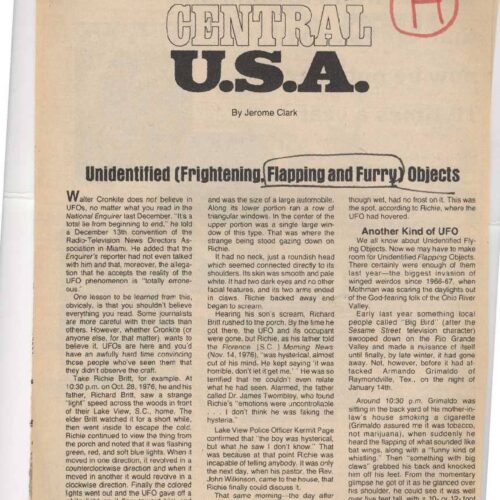 CENTRAL
U.S.A.
By Jerome Clark
Unidentified (Frightening, Flapping and Furry) Objects
Walter Cronkite does not believe in
UFOs, no matter what you read in the
National Enquirer last December. "It's a
total lie from beginning to end," he told
a December 13th convention of the
Radio-Television News Directors As-
sociation in Miami. He added that the
Enquirer's reporter had not even talked
with him and that, moreover, the allega-
tion that he accepts the reality of the
UFO phenomenon is "totally errone-
ous."
One lesson to be learned from this,
obviously, is that you shouldn't believe
everything you read. Some journalists
are more careful with their facts than
others. However, whether Cronkite (or
anyone else, for that matter) wants to
believe it, UFOs are here and you'd
have an awfully hard time convincing
those people who've seen them that
they didn't observe the craft.
Take Richie Britt, for example. At
10:30 p.m. on Oct. 28, 1976, he and his
father, Richard Britt, saw a strange
"light" speed across the woods in front
of their Lake View, S.C., home. The
elder Britt watched it for a short while,
then went inside to escape the cold.
Richie continued to view the thing from
the porch and noted that it was flashing
green, red, and soft blue lights. When it
moved in one direction, it revolved in a
counterclockwise direction and when it
moved in another it would revolve in a
clockwise direction. Finally the colored
lights went out and the UFO gave off a
and was the size of a large automobile.
Along its lower portion ran a row of
triangular windows. In the center of the
upper portion was a single large win-
dow of this type. That was where the
strange being stood gazing down on
Richie.
It had no neck, just a roundish head
which seemed connected directly to its
shoulders. Its skin was smooth and pale
white. It had two dark eyes and no other
facial features, and its two arms ended
in claws. Richie backed away and
began to scream.
Hearing his son's scream, Richard
Britt rushed to the porch. By the time he
got there, the UFO and its occupant
were gone, but Richie, as his father told
the Florence (S.C.) Morning News
(Nov. 14, 1976), "was hysterical, almost
out of his mind. He kept saying 'it was
horrible, don't let it get me.'" He was so
terrified that he couldn't even relate
what he had seen. Alarmed, the father
called Dr. James Twombley, who found
Richie's "emotions were uncontrollable
. . . I don't think he was faking the
hysteria."
Lake View Police Officer Kermit Page
confirmed that "the boy was hysterical,
but what he saw I don't know." That
was because at that point Richie was
incapable of telling anybody. It was only
the next day, when his pastor, the Rev.
John Wilkinson, came to the house, that
Richie finally could discuss it.
That same morning—the day after
though wet, had no frost on it. This was
the spot, according to Richie, where the
UFO had hovered.
Another Kind of UFO
We all know about Unidentified Fly-
ing Objects. Now we may have to make
room for Unidentified Flapping Objects.
There certainly were enough of them
last year—the biggest invasion of
winged weirdos since 1966-67, when
Mothman was scaring the daylights out
of the God-fearing folk of the Ohio River
Valley.
Early last year something local
people called "Big Bird" (after the
Sesame Street television character)
swooped down on the Rio Grande
Valley and made a nuisance of itself
until finally, by late winter, it had gone
away. Not, however, before it had at-
tacked Armando Grimaldo of
Raymondville, Tex., on the night of
January 14th.
Around 10:30 p.m. Grimaldo was
sitting in the back yard of his mother-in-
law's house smoking a cigarette
(Grimaldo assured me it was tobacco,
not marijuana), when suddenly he
heard the flapping of what sounded like
bat wings, along with a "funny kind of
whistling." Then "something with big
claws" grabbed his back and knocked
him off his feet. From the momentary
glimpse he got of it as he glanced over
his shoulder, he could see it was well